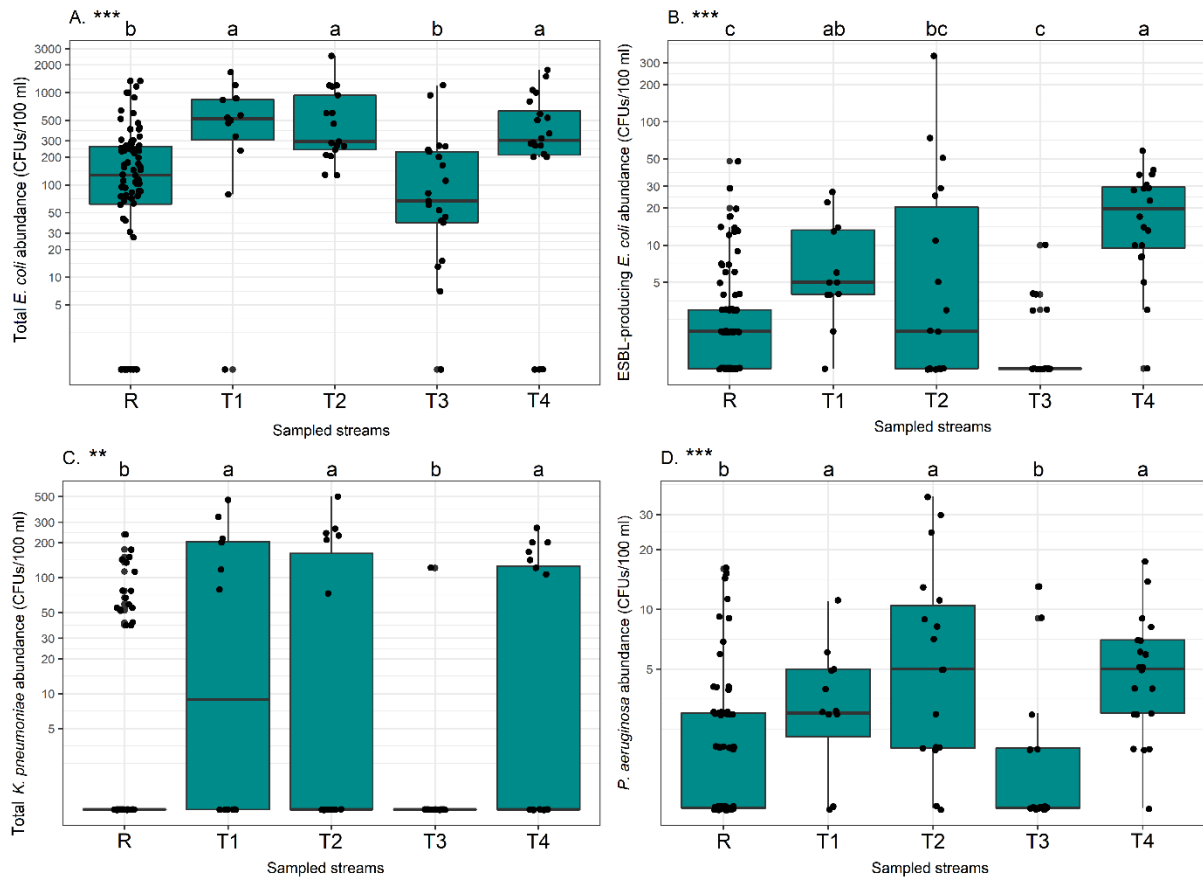 A. ***
b a a b a
Total E. coli abundance (CFUs/100 ml)
3000
2000
1000
500
300
200
100
50
30
20
10
5
R T1 T2 T3 T4
Sampled streams
B. ***
c ab bc c a
ESBL-producing E. coli abundance (CFUs/100 ml)
300
200
100
50
30
20
10
5
R T1 T2 T3 T4
Sampled streams
C. **
b a a b a
Total K. pneumoniae abundance (CFUs/100 ml)
500
300
200
100
50
30
20
10
5
R T1 T2 T3 T4
Sampled streams
D. ***
b a a b a
P. aeruginosa abundance (CFUs/100 ml)
30
20
10
5
R T1 T2 T3 T4
Sampled streams